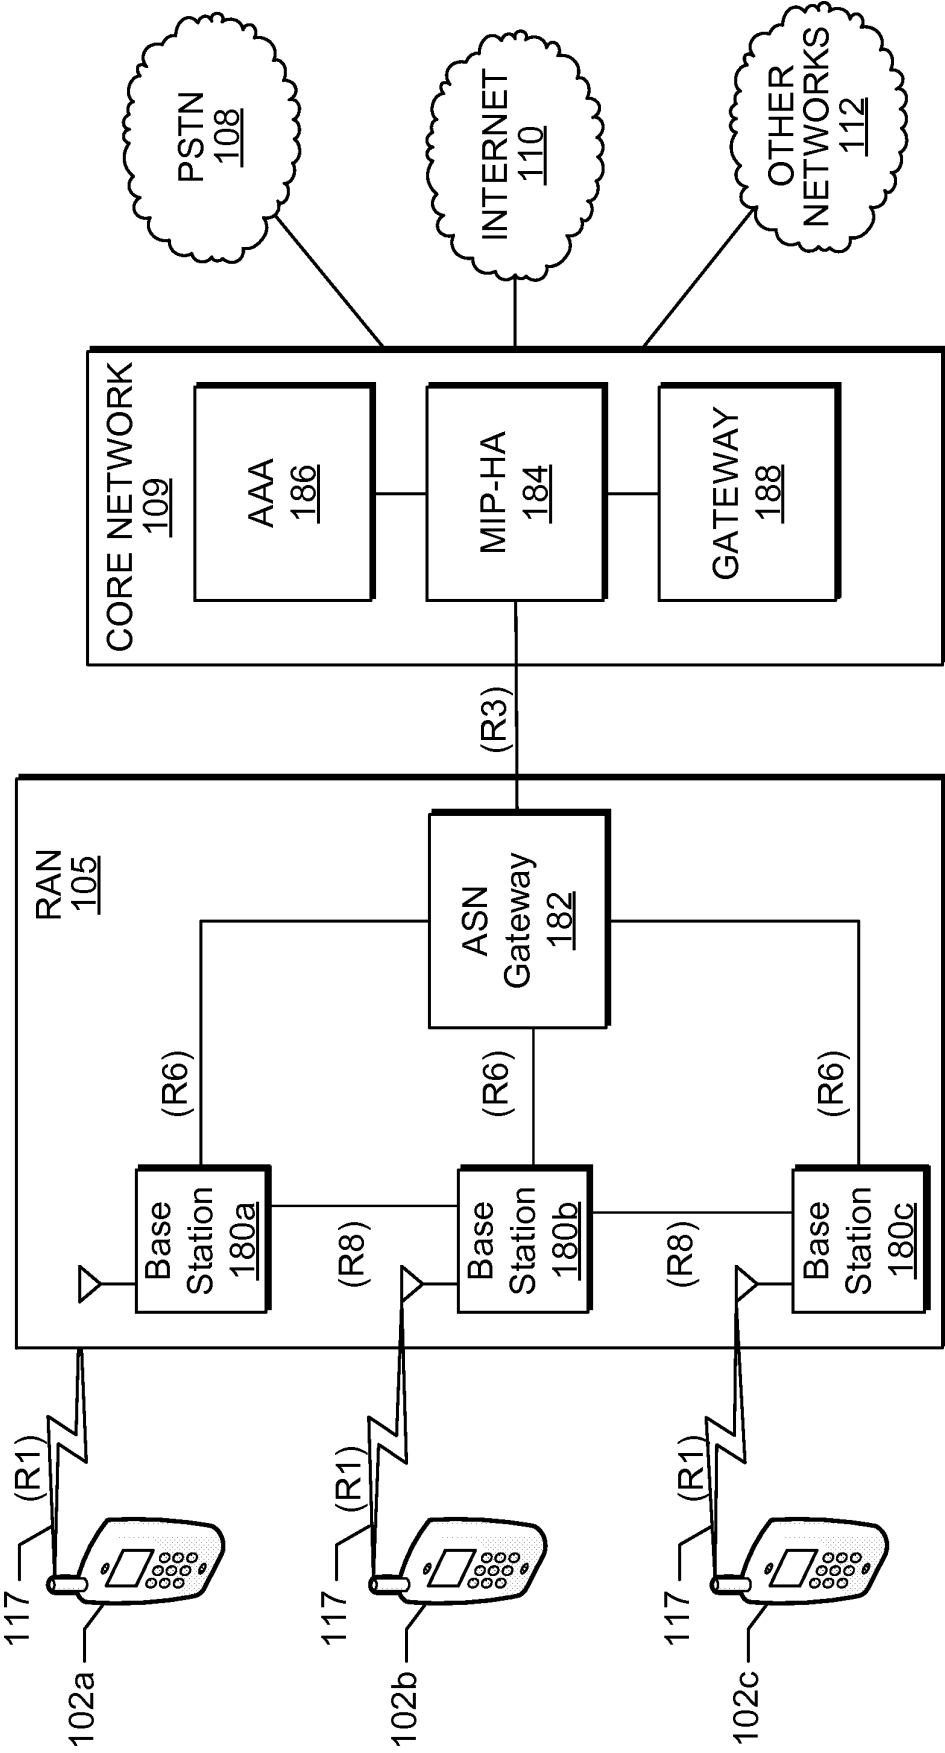 117
102a
(R1)
117
102b
(R1)
117
102c
(R1)
RAN
105
Base
Station
180a
(R8)
Base
Station
180b
(R8)
Base
Station
180c
(R6)
(R6)
(R6)
ASN
Gateway
182
(R3)
CORE NETWORK
109
AAA
186
MIP-HA
184
GATEWAY
188
PSTN
108
INTERNET
110
OTHER
NETWORKS
112